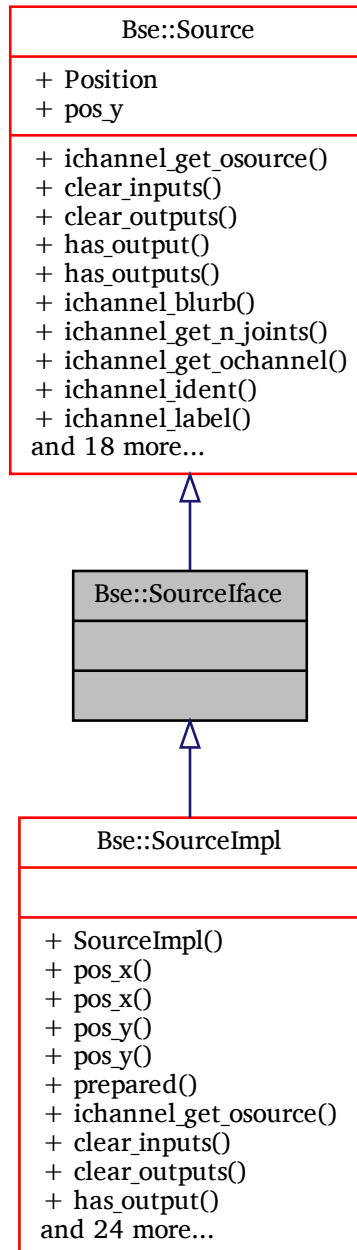 Bse::Source
+ Position
+ pos_y
+ ichannel_get_osource()
+ clear_inputs()
+ clear_outputs()
+ has_output()
+ has_outputs()
+ ichannel_blurb()
+ ichannel_get_n_joints()
+ ichannel_get_ochannel()
+ ichannel_ident()
+ ichannel_label()
and 18 more...
Bse::SourceIface
Bse::SourceImpl
+ SourceImpl()
+ pos_x()
+ pos_x()
+ pos_y()
+ pos_y()
+ prepared()
+ ichannel_get_osource()
+ clear_inputs()
+ clear_outputs()
+ has_output()
and 24 more...